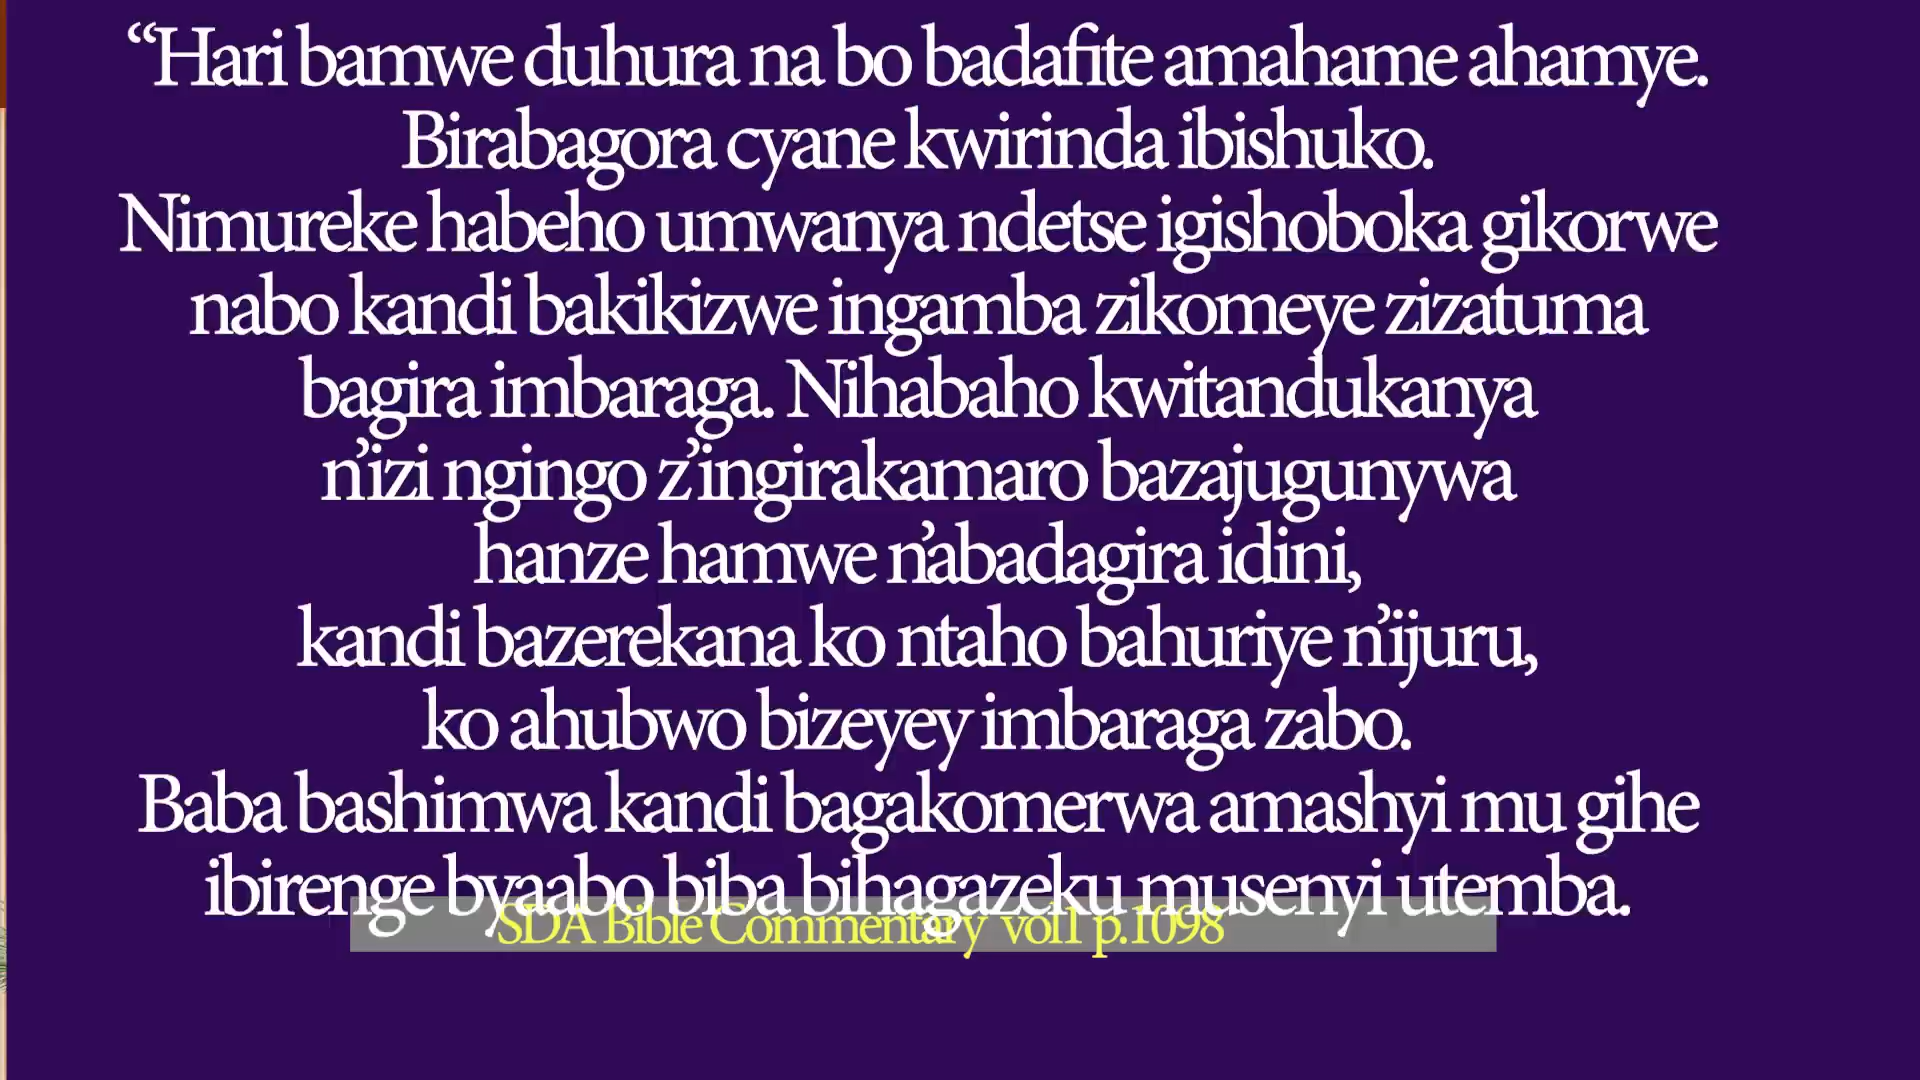 “Hari bamwe duhura na bo badafite amahame ahamye.
Birabagora cyane kwirinda ibishuko.
Nimureke habeho umwanya ndetse igishoboka gikorwe
nabo kandi bakikizwe ingamba zikomeye zizatuma
bagira imbaraga. Nihabaho kwitandukanya
n’izi ngingo z’ingirakamaro bazajugunywa
hanze hamwe n’abadagira idini,
kandi bazerekana ko ntaho bahuriye n’ijuru,
ko ahubwo bizeyey imbaraga zabo.
Baba bashimwa kandi bagakomerwa amashyi mu gihe
ibirenge byaabo biba bihagazeku musenyi utemba.
SDA Bible Commentary vol1 p.1098